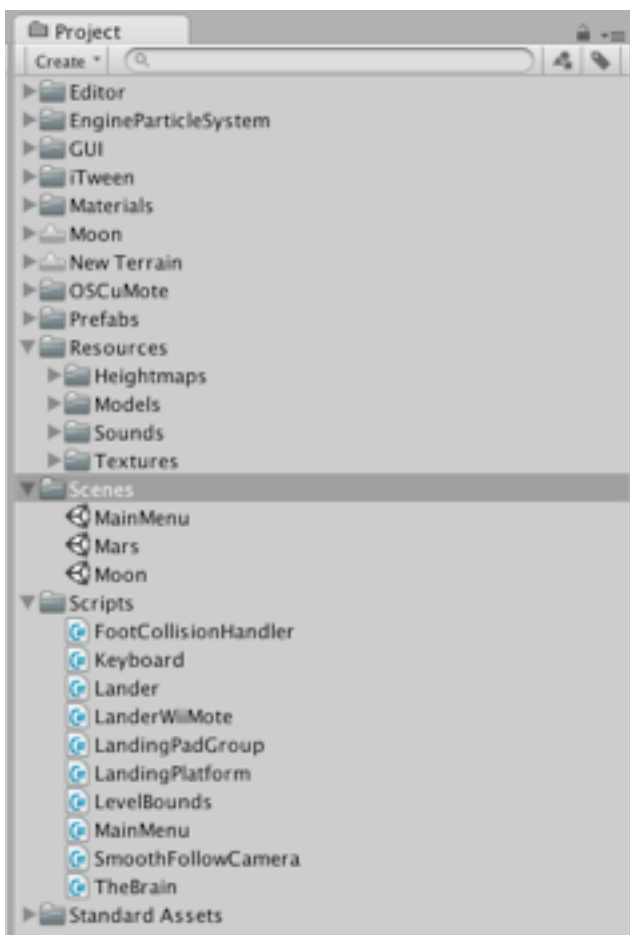 Project
Create
Editor
EngineParticleSystem
GUI
iTween
Materials
Moon
New Terrain
OSCuMote
Prefabs
Resources
Heightmaps
Models
Sounds
Textures
Scenes
MainMenu
Mars
Moon
Scripts
FootCollisionHandler
Keyboard
Lander
LanderWiiMote
LandingPadGroup
LandingPlatform
LevelBounds
MainMenu
SmoothFollowCamera
TheBrain
Standard Assets